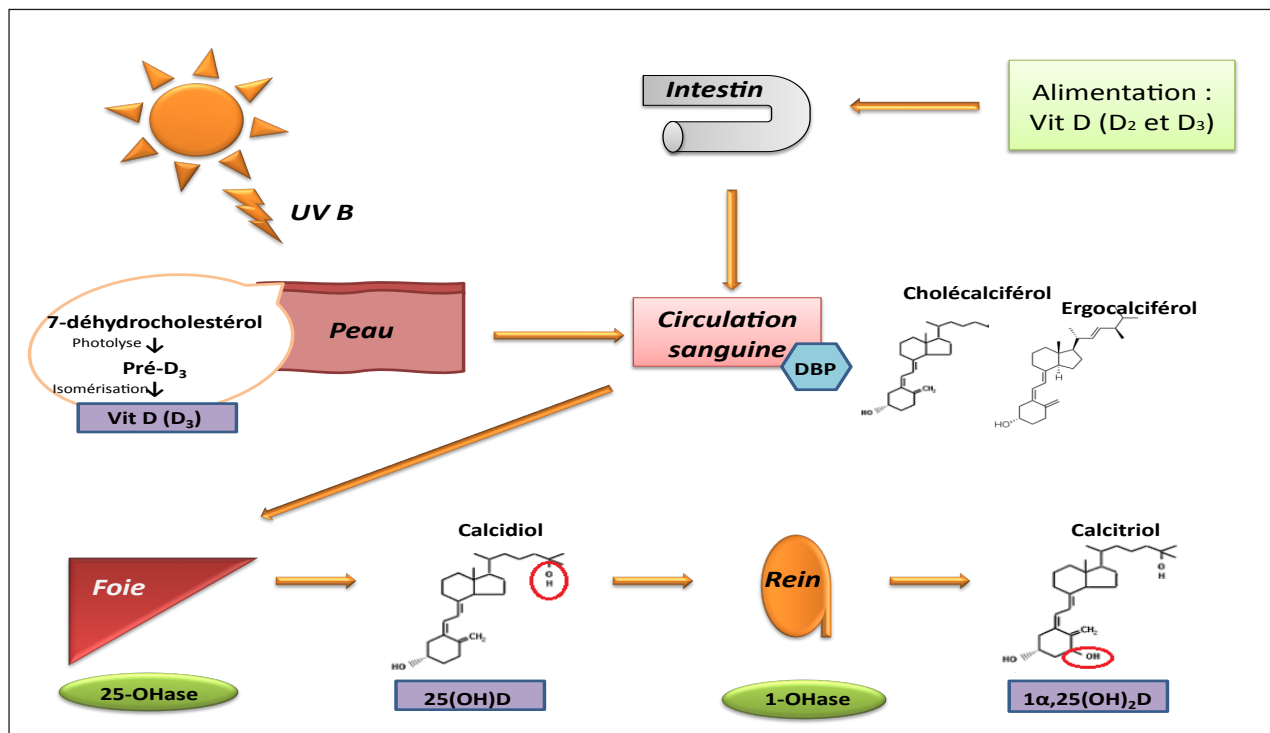 Intestin
Alimentation :
Vit D (D₂ et D₃)
UV B
7-déhydrocholestérol
Photolyse
Pré-D₃
Isomérisation
Vit D (D₃)
Peau
Circulation
sanguine
DBP
Cholécalciférol
CH₂
HO
Ergocalciférol
H
HO
Foie
25-OHase
Calcidiol
O
H
CH₂
HO
25(OH)D
Rein
1-OHase
Calcitriol
O
H
CH₂
HO
OH
1α,25(OH)₂D